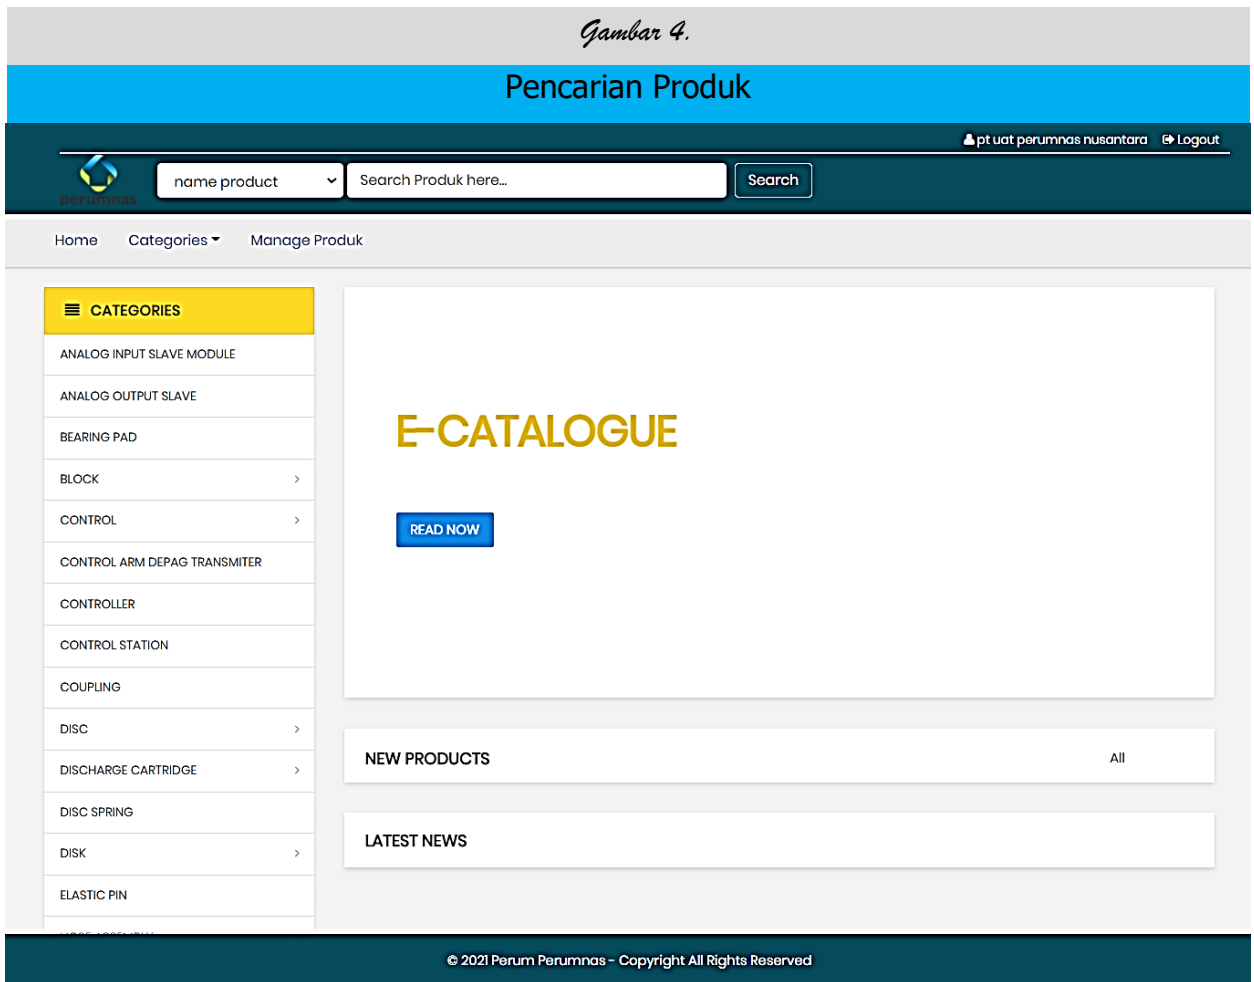 Gambar 4.
Pencarian Produk
pt uat perumnas nusantara Logout
perumnas
name product Search Produk here... Search
Home Categories Manage Produk
CATEGORIES
ANALOG INPUT SLAVE MODULE
ANALOG OUTPUT SLAVE
BEARING PAD
BLOCK
CONTROL
CONTROL ARM DEPAG TRANSMITER
CONTROLLER
CONTROL STATION
COUPLING
DISC
DISCHARGE CARTRIDGE
DISC SPRING
DISK
ELASTIC PIN
E-CATALOGUE
READ NOW
NEW PRODUCTS All
LATEST NEWS
© 2021 Perum Perumnas - Copyright All Rights Reserved